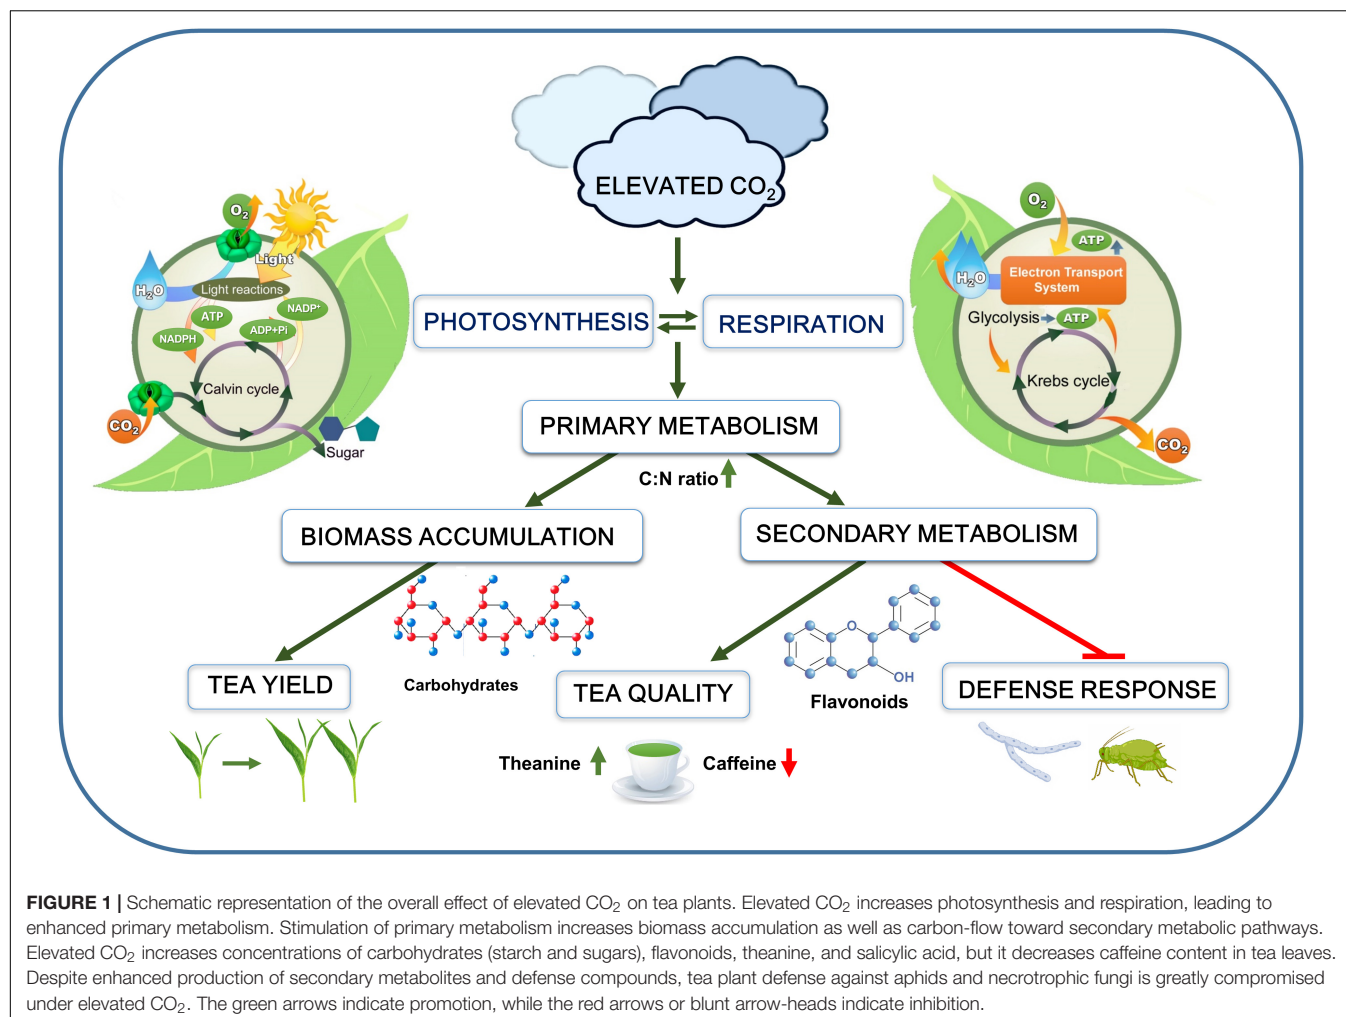 ELEVATED CO2
O2
Light
H2O
Light reactions
ATP
NADP+
NADPH
ADP+Pi
Calvin cycle
CO2
Sugar
PHOTOSYNTHESIS
RESPIRATION
O2
ATP
H2O
Electron Transport
System
Glycolysis
ATP
Krebs cycle
CO2
PRIMARY METABOLISM
C:N ratio
BIOMASS ACCUMULATION
SECONDARY METABOLISM
Carbohydrates
O
OH
Flavonoids
TEA YIELD
TEA QUALITY
DEFENSE RESPONSE
Theanine
Caffeine
FIGURE 1 | Schematic representation of the overall effect of elevated CO2 on tea plants. Elevated CO2 increases photosynthesis and respiration, leading to
enhanced primary metabolism. Stimulation of primary metabolism increases biomass accumulation as well as carbon-flow toward secondary metabolic pathways.
Elevated CO2 increases concentrations of carbohydrates (starch and sugars), flavonoids, theanine, and salicylic acid, but it decreases caffeine content in tea leaves.
Despite enhanced production of secondary metabolites and defense compounds, tea plant defense against aphids and necrotrophic fungi is greatly compromised
under elevated CO2. The green arrows indicate promotion, while the red arrows or blunt arrow-heads indicate inhibition.